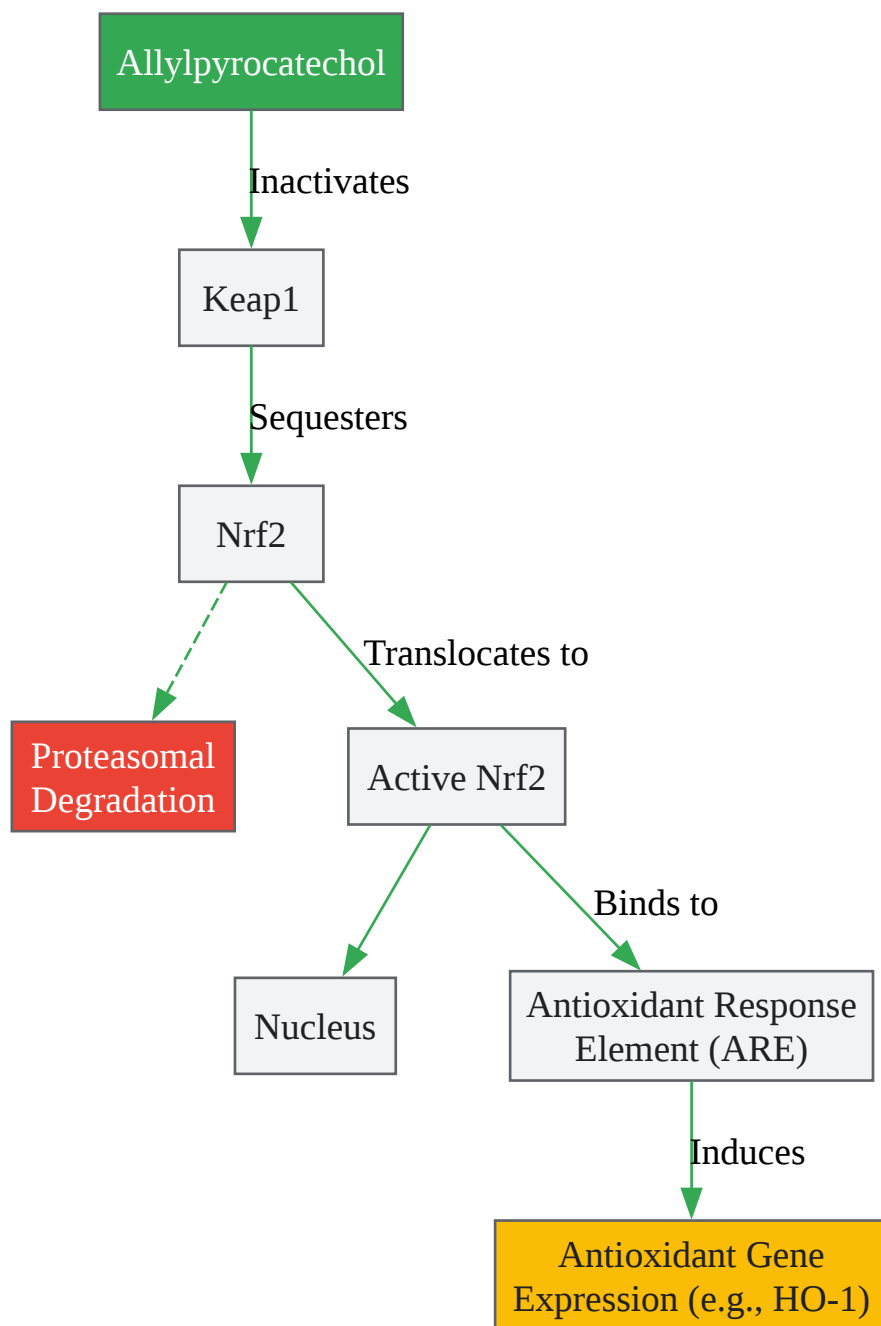 Allylpyrocatechol
Inactivates
Keap1
Sequesters
Nrf2
Translocates to
Proteasomal
Degradation
Active Nrf2
Binds to
Nucleus
Antioxidant Response
Element (ARE)
Induces
Antioxidant Gene
Expression (e.g., HO-1)